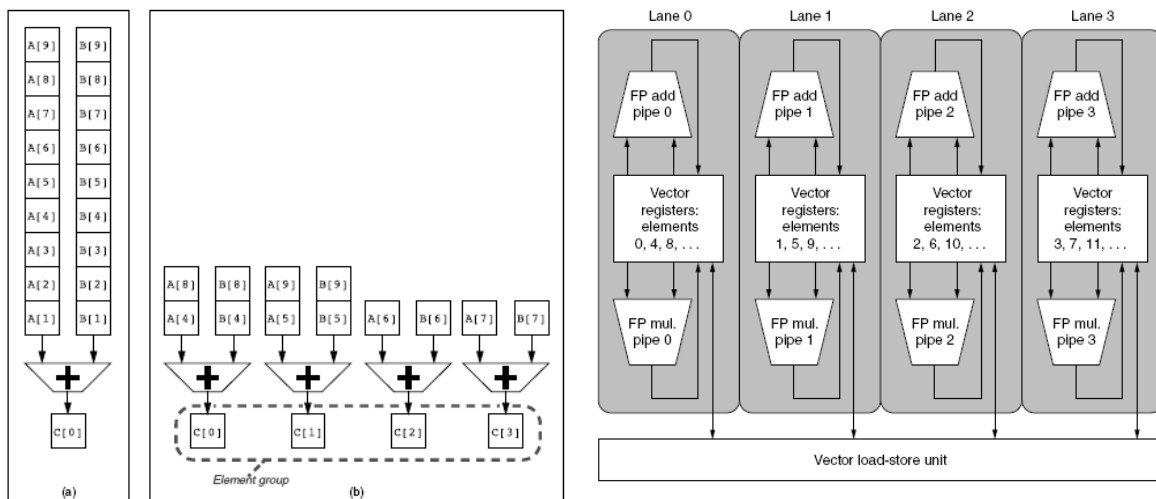 A[9] B[9]
A[8] B[8]
A[7] B[7]
A[6] B[6]
A[5] B[5]
A[4] B[4]
A[3] B[3]
A[2] B[2]
A[1] B[1]
+
C[0]
(a)
A[8] B[8] A[9] B[9]
A[4] B[4] A[5] B[5] A[6] B[6] A[7] B[7]
+ + + +
C[0] C[1] C[2] C[3]
Element group
(b)
Lane 0 Lane 1 Lane 2 Lane 3
FP add FP add FP add FP add
pipe 0 pipe 1 pipe 2 pipe 3
Vector Vector Vector Vector
registers: registers: registers: registers:
elements elements elements elements
0, 4, 8, . . . 1, 5, 9, . . . 2, 6, 10, . . . 3, 7, 11, . . .
FP mul. FP mul. FP mul. FP mul.
pipe 0 pipe 1 pipe 2 pipe 3
Vector load-store unit